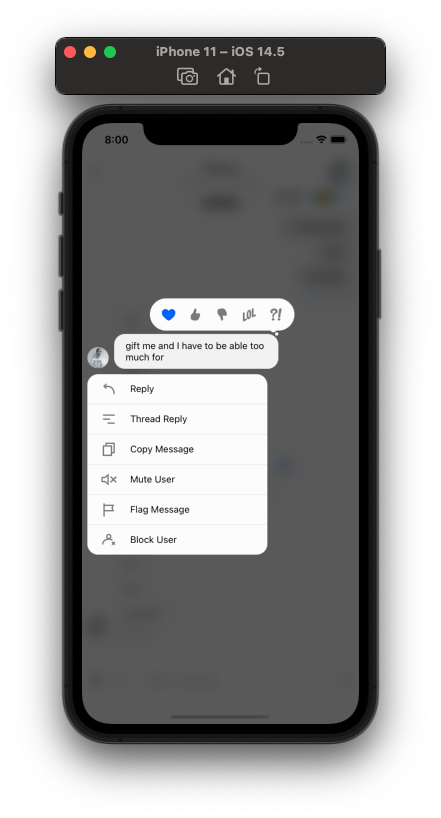 iPhone 11 – iOS 14.5
8:00
LOL ?!
gift me and I have to be able too
much for
Reply
Thread Reply
Copy Message
Mute User
Flag Message
Block User